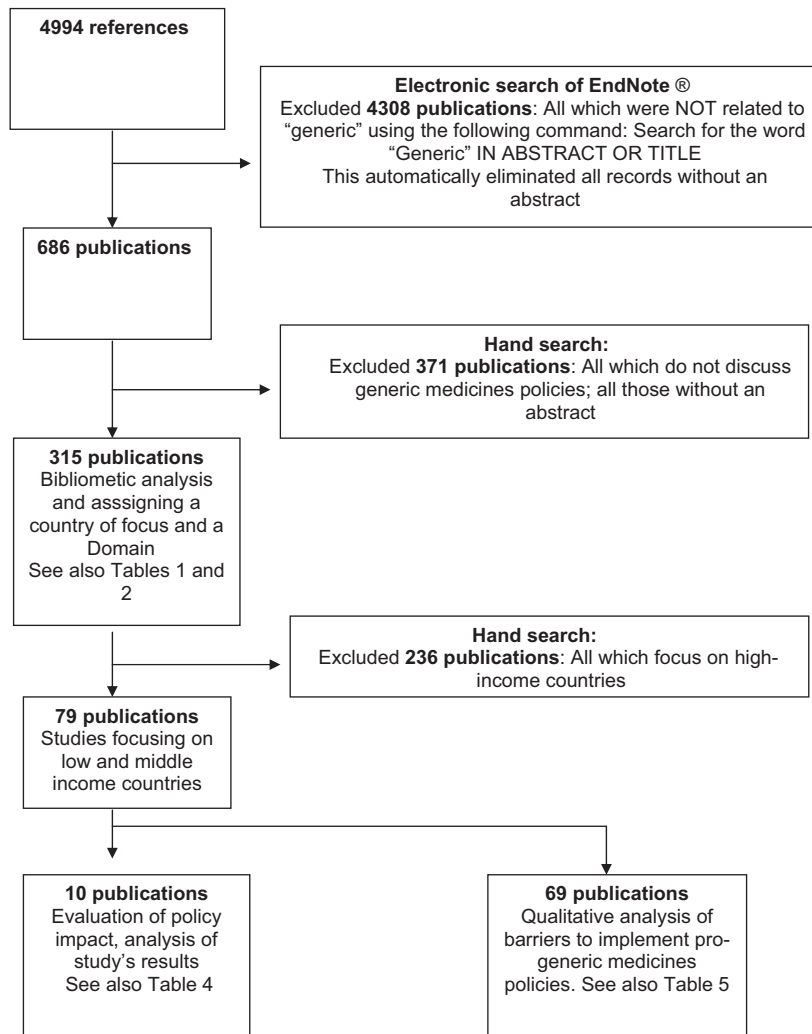 4994 references
Electronic search of EndNote ®
Excluded 4308 publications: All which were NOT related to
“generic” using the following command: Search for the word
“Generic” IN ABSTRACT OR TITLE
This automatically eliminated all records without an
abstract
686 publications
Hand search:
Excluded 371 publications: All which do not discuss
generic medicines policies; all those without an
abstract
315 publications
Bibliometic analysis
and asssigning a
country of focus and a
Domain
See also Tables 1 and
2
Hand search:
Excluded 236 publications: All which focus on high-
income countries
79 publications
Studies focusing on
low and middle
income countries
10 publications
Evaluation of policy
impact, analysis of
study’s results
See also Table 4
69 publications
Qualitative analysis of
barriers to implement pro-
generic medicines
policies. See also Table 5